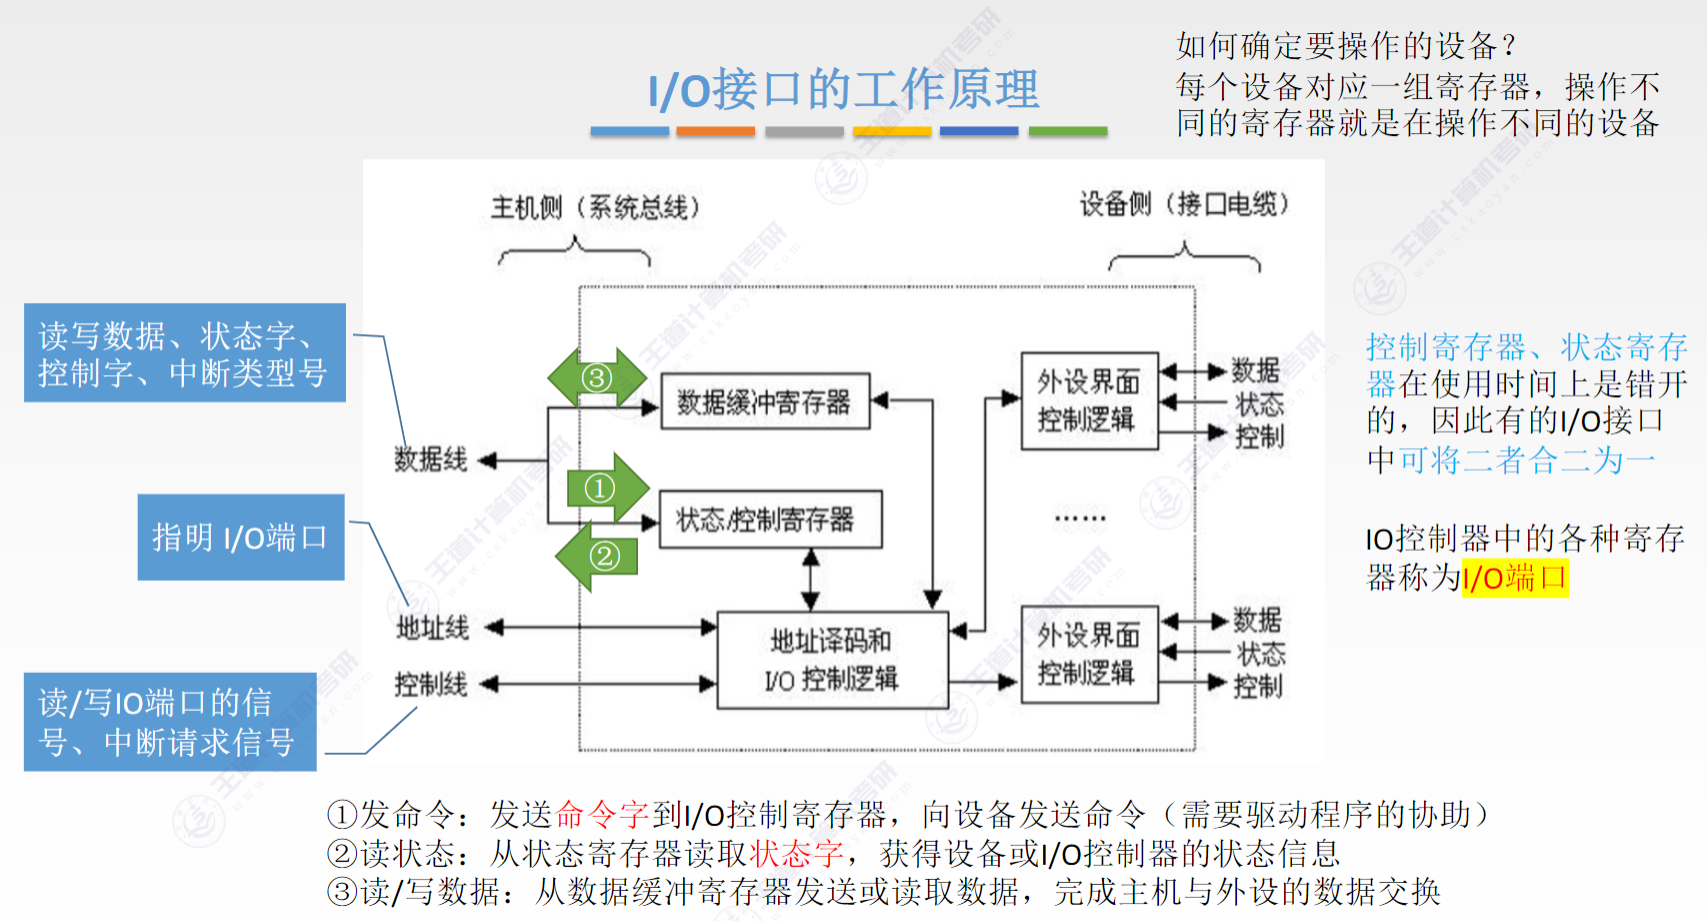 如何确定要操作的设备？
每个设备对应一组寄存器，操作不
同的寄存器就是在操作不同的设备
I/O接口的工作原理
主机侧（系统总线）
设备侧（接口电缆）
读写数据、状态字、
控制字、中断类型号
③
数据缓冲寄存器
外设界面
控制逻辑
数据
状态
控制
控制寄存器、状态寄存
器在使用时间上是错开
的，因此有的I/O接口
中可将二者合二为一
数据线
①
指明 I/O端口
状态/控制寄存器
……
②
IO控制器中的各种寄存
器称为I/O端口
地址线
地址译码和
I/O 控制逻辑
外设界面
控制逻辑
数据
状态
控制
控制线
读/写IO端口的信
号、中断请求信号
①发命令：发送命令字到I/O控制寄存器，向设备发送命令（需要驱动程序的协助）
②读状态：从状态寄存器读取状态字，获得设备或I/O控制器的状态信息
③读/写数据：从数据缓冲寄存器发送或读取数据，完成主机与外设的数据交换
王道计算机考研
www.cskaoyan.com